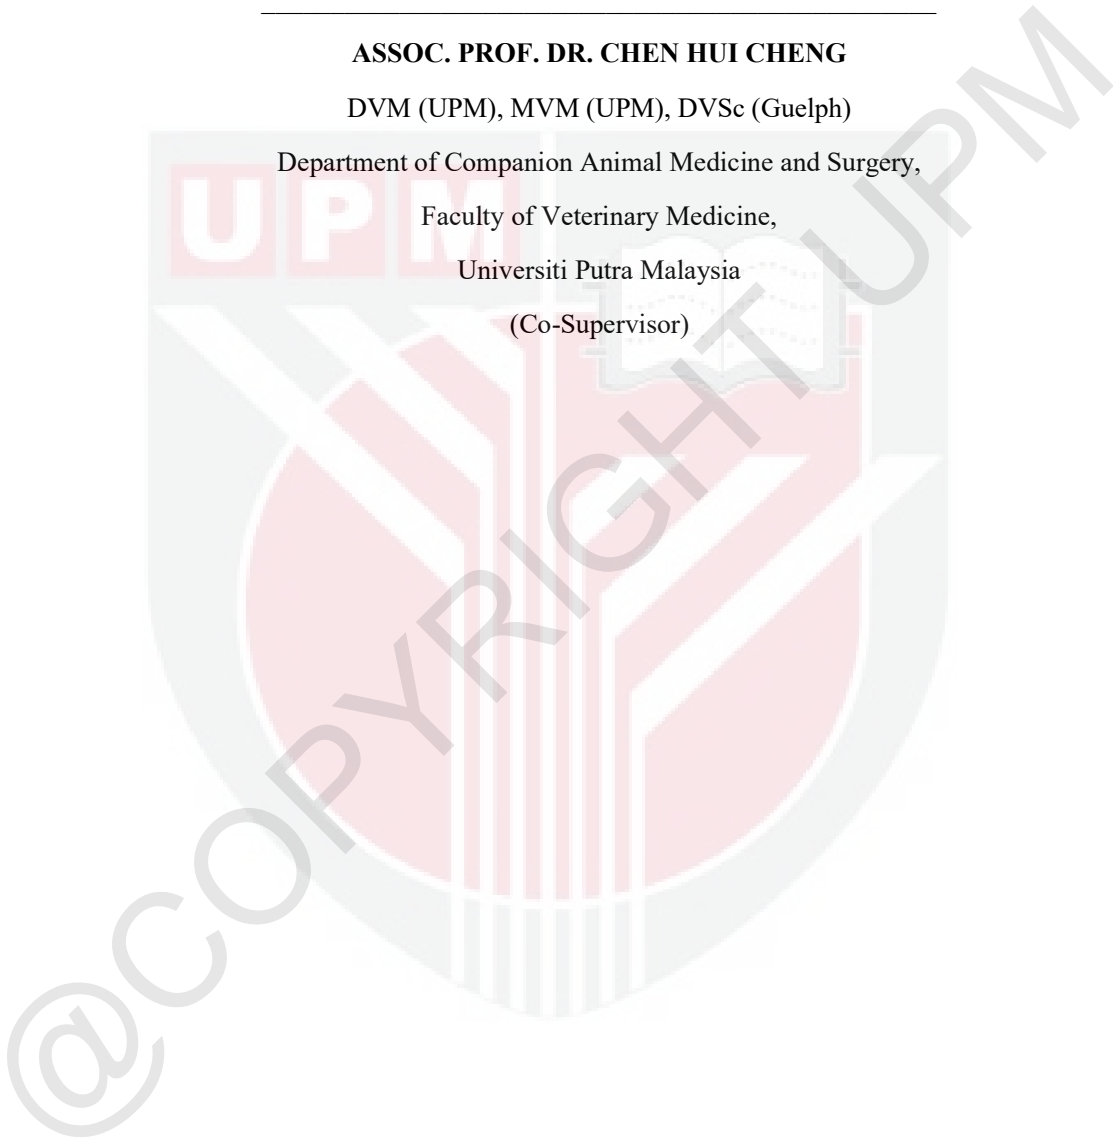 ASSOC. PROF. DR. CHEN HUI CHENG
DVM (UPM), MVM (UPM), DVSc (Guelph)
Department of Companion Animal Medicine and Surgery,
Faculty of Veterinary Medicine,
Universiti Putra Malaysia
(Co-Supervisor)
UPM
@COPYRIGHT UPM